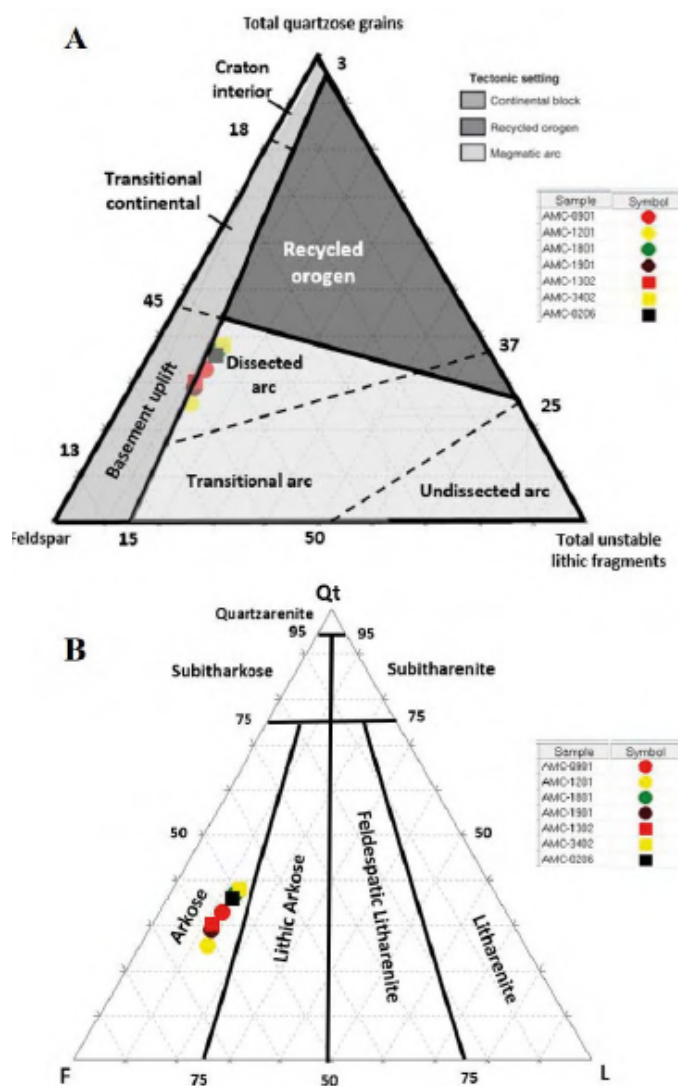 A
Total quartzose grains
3
Craton
interior
18
Tectonic setting
Continental block
Recycled orogen
Magmatic arc
Transitional
continental
Sample Symbol
AMC-0901
AMC-1201
AMC-1801
AMC-1901
AMC-1302
AMC-3402
AMC-0206
Recycled
orogen
45
37
Dissected
arc
25
Basement uplift
13
Transitional arc
Undissected arc
Feldspar
15
50
Total unstable
lithic fragments
B
Qt
Quartzarenite
95
95
Subitharkose
Subitharenite
75
75
Sample Symbol
AMC-0901
AMC-1201
AMC-1801
AMC-1901
AMC-1302
AMC-3402
AMC-0206
50
50
Arkose
Lithic Arkose
Feldespatic Litharenite
Litharenite
F
75
50
75
L